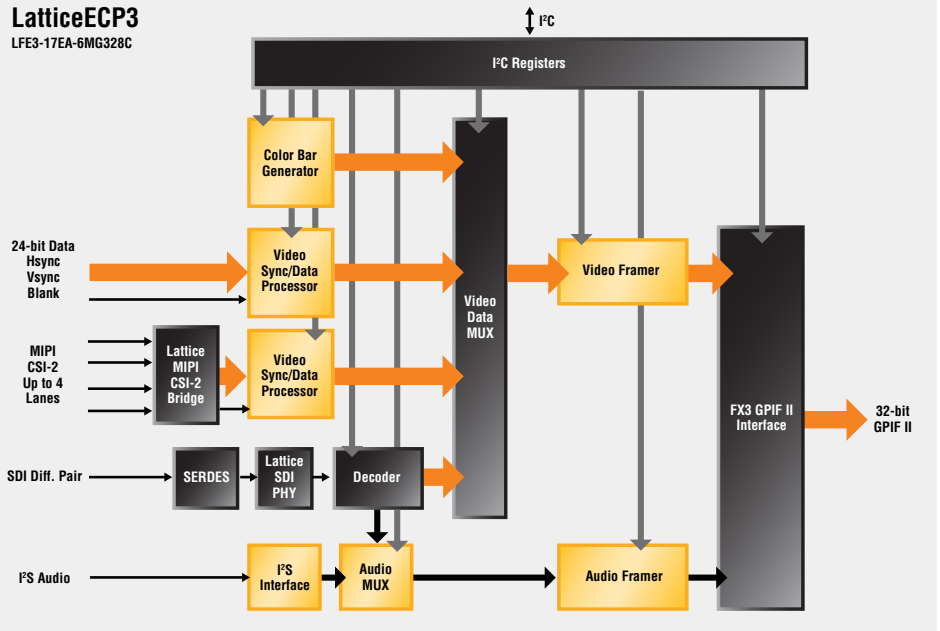 LatticeECP3
LFE3-17EA-6MG328C
I²C
I²C Registers
Color Bar
Generator
24-bit Data
Hsync
Vsync
Blank
Video
Sync/Data
Processor
Video Framer
Video
Data
MUX
MIPI
CSI-2
Up to 4
Lanes
Lattice
MIPI
CSI-2
Bridge
Video
Sync/Data
Processor
FX3 GPIF II
Interface
32-bit
GPIF II
SDI Diff. Pair
SERDES
Lattice
SDI
PHY
Decoder
I²S Audio
I²S
Interface
Audio
MUX
Audio Framer